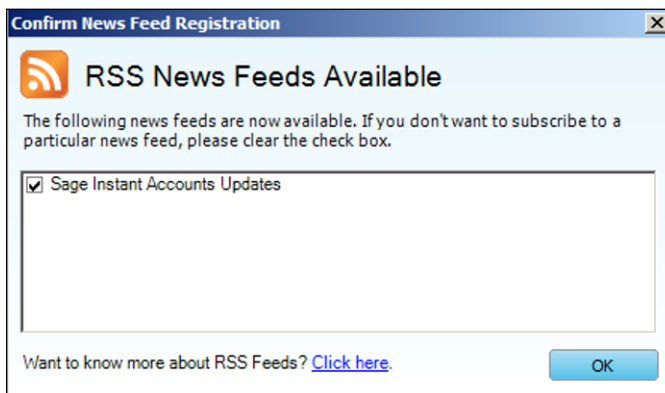 Confirm News Feed Registration
RSS News Feeds Available
The following news feeds are now available. If you don't want to subscribe to a
particular news feed, please clear the check box.
Sage Instant Accounts Updates
Want to know more about RSS Feeds? Click here.
OK